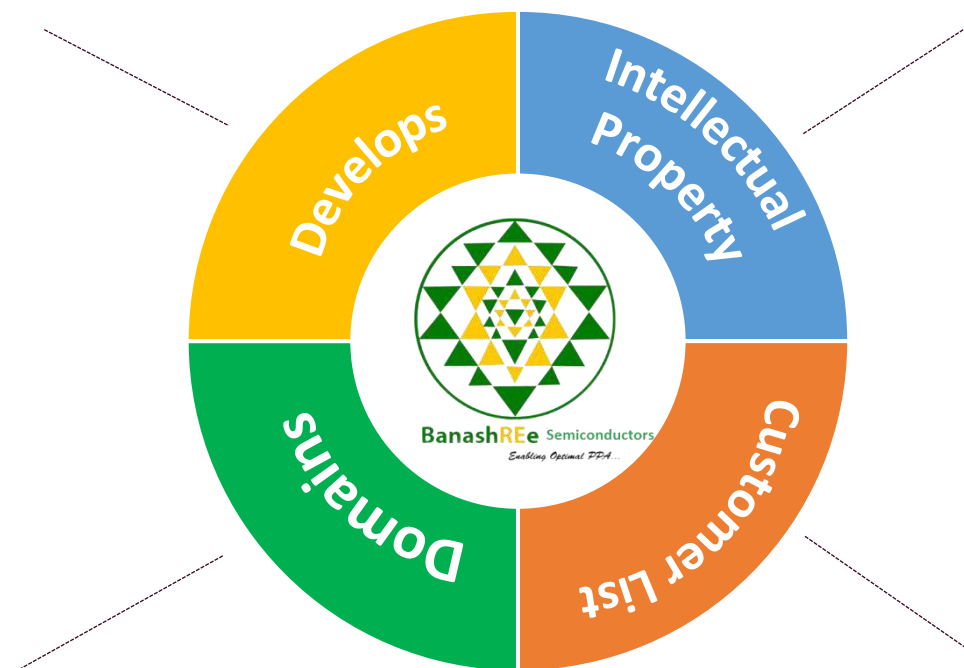 Develops
Intellectual
Property
BanashREe Semiconductors
Enabling Optimal PPA...
Domains
Customer List